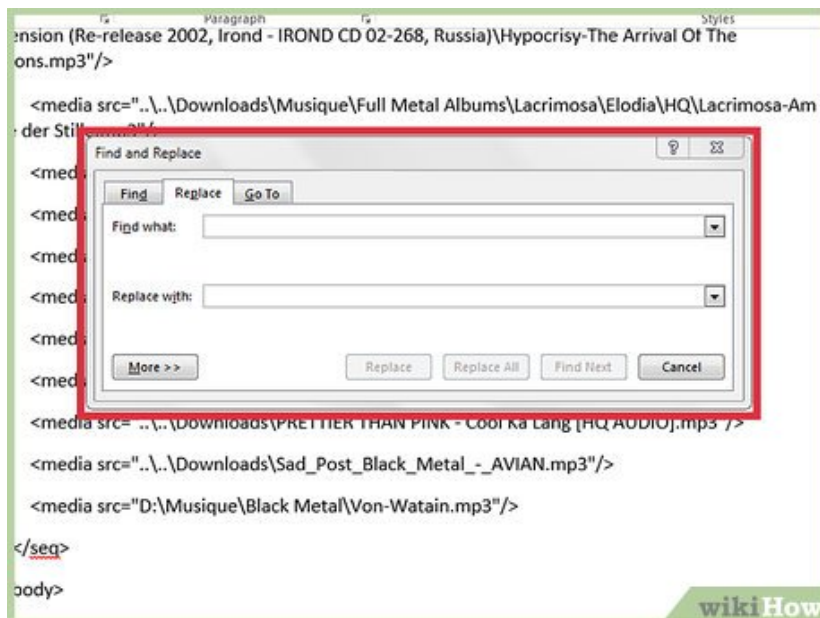 Paragraph
Styles
ension (Re-release 2002, Irond - IROND CD 02-268, Russia)\Hypocrisy-The Arrival Of The
ons.mp3"/>
<media src="..\..\Downloads\Musique\Full Metal Albums\Lacrimosa\Elodia\HQ\Lacrimosa-Am
der Stille.mp3"/
Find and Replace
<med
Find Replace Go To
<med
Find what:
<med
<med
Replace with:
<med
<med
More >> Replace Replace All Find Next Cancel
<media src="..\..\Downloads\PRETTIER THAN PINK - Cool Ka Lang [HQ AUDIO].mp3"/>
<media src="..\..\Downloads\Sad_Post_Black_Metal_-_AVIAN.mp3"/>
<media src="D:\Musique\Black Metal\Von-Watain.mp3"/>
</seq>
body>
wikiHow